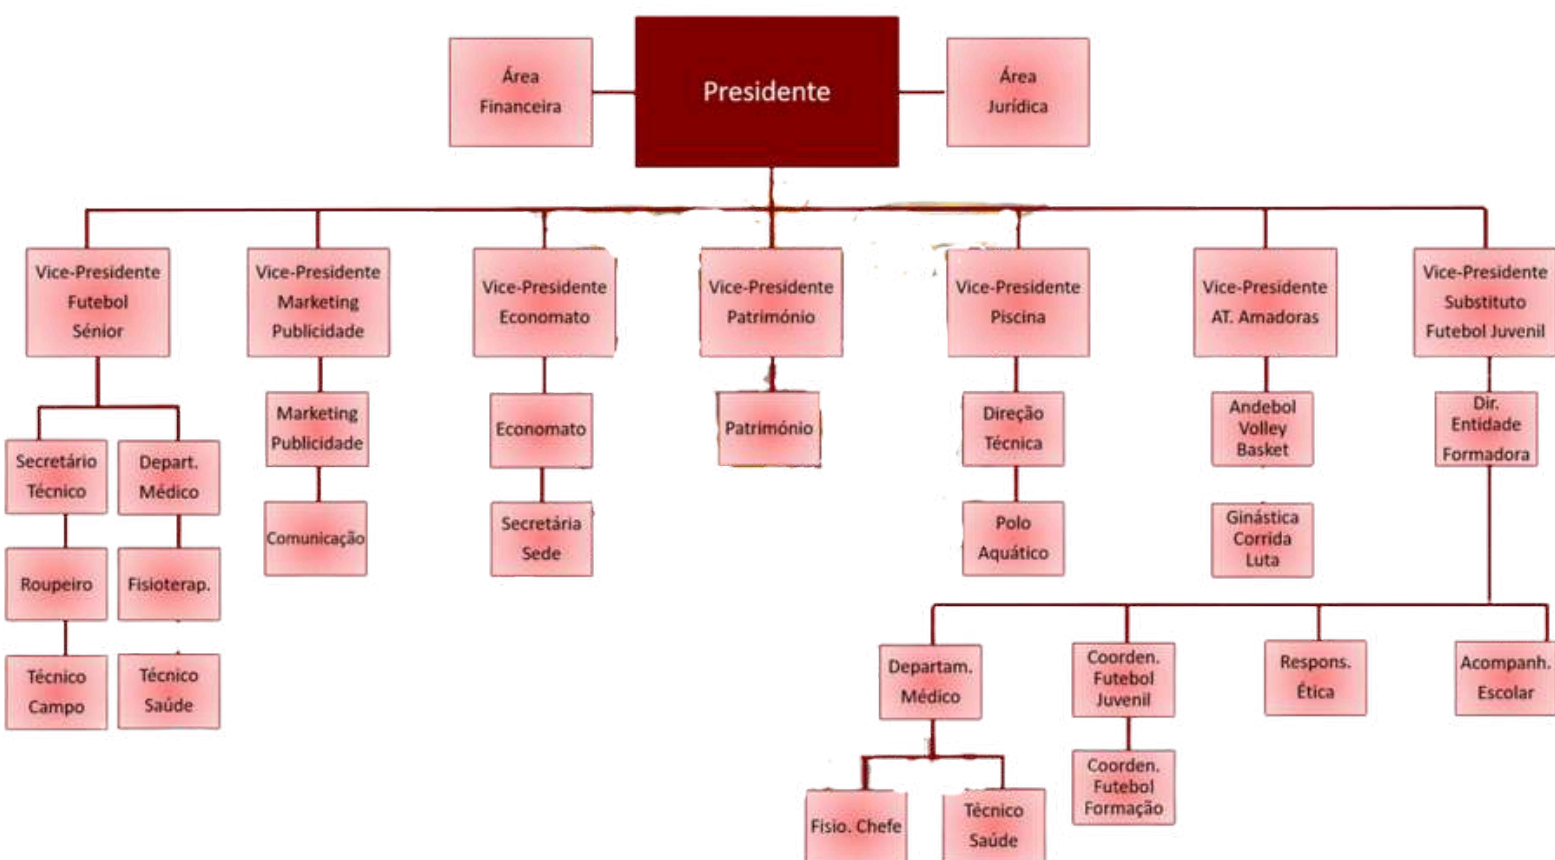 Área
Financeira
Presidente
Área
Jurídica
Vice-Presidente
Futebol
Sénior
Vice-Presidente
Marketing
Publicidade
Vice-Presidente
Economato
Vice-Presidente
Património
Vice-Presidente
Piscina
Vice-Presidente
AT. Amadoras
Vice-Presidente
Substituto
Futebol Juvenil
Secretário
Técnico
Depart.
Médico
Marketing
Publicidade
Economato
Património
Direção
Técnica
Andebol
Volley
Basket
Dir.
Entidade
Formadora
Roupeiro
Fisioterap.
Comunicação
Secretária
Sede
Polo
Aquático
Ginástica
Corrida
Luta
Técnico
Campo
Técnico
Saúde
Departam.
Médico
Coorden.
Futebol
Juvenil
Respons.
Ética
Acompanh.
Escolar
Fisio. Chefe
Técnico
Saúde
Coorden.
Futebol
Formação